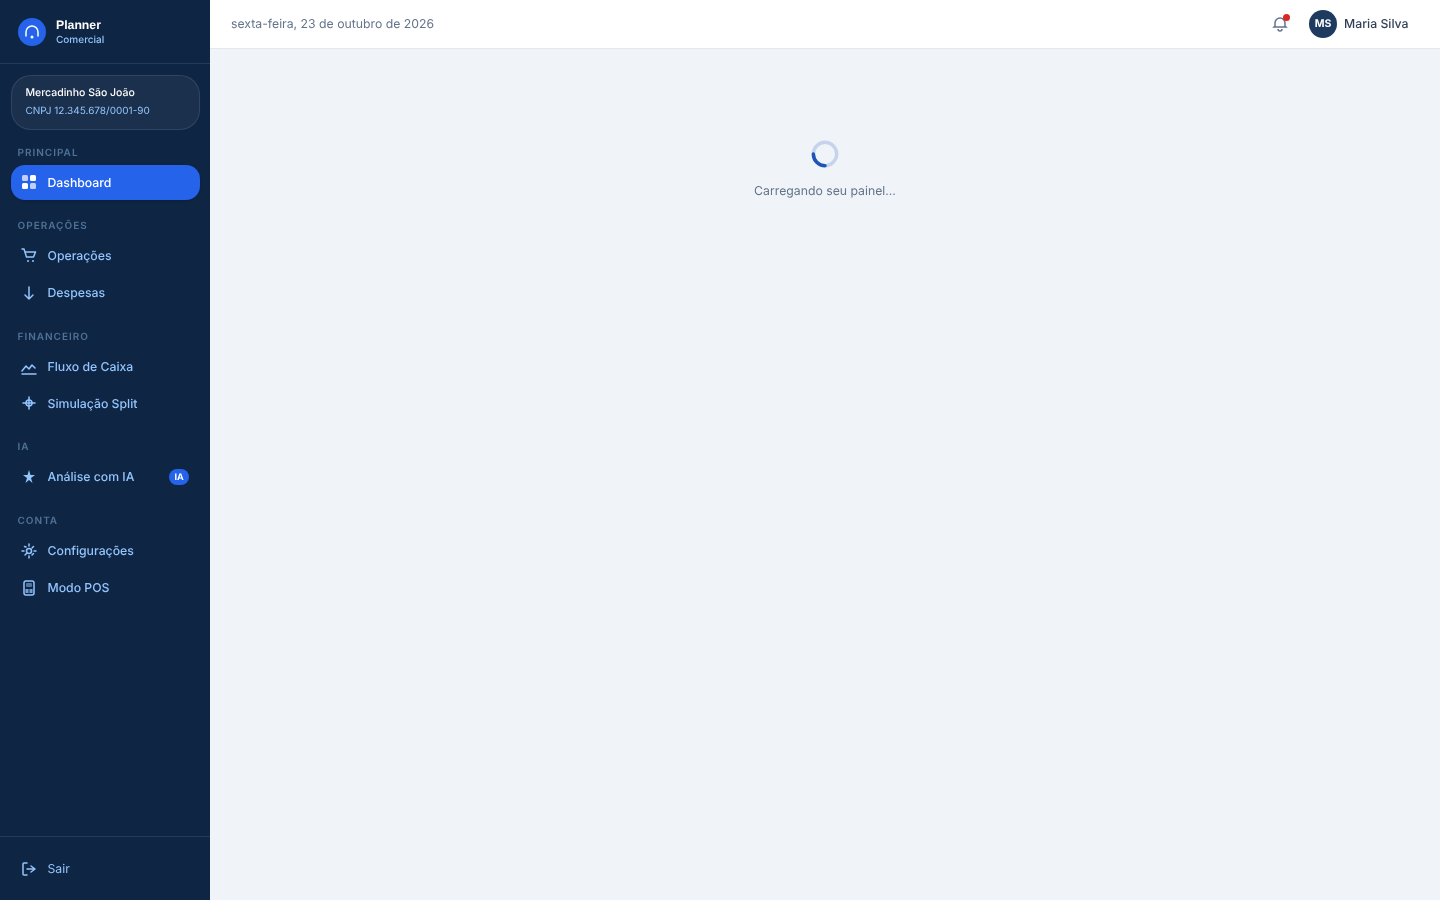 Planner
Comercial
Mercadinho São João
CNPJ 12.345.678/0001-90
PRINCIPAL
Dashboard
OPERAÇÕES
Operações
Despesas
FINANCEIRO
Fluxo de Caixa
Simulação Split
IA
Análise com IA
IA
CONTA
Configurações
Modo POS
Sair
sexta-feira, 23 de outubro de 2026
MS
Maria Silva
Carregando seu painel...